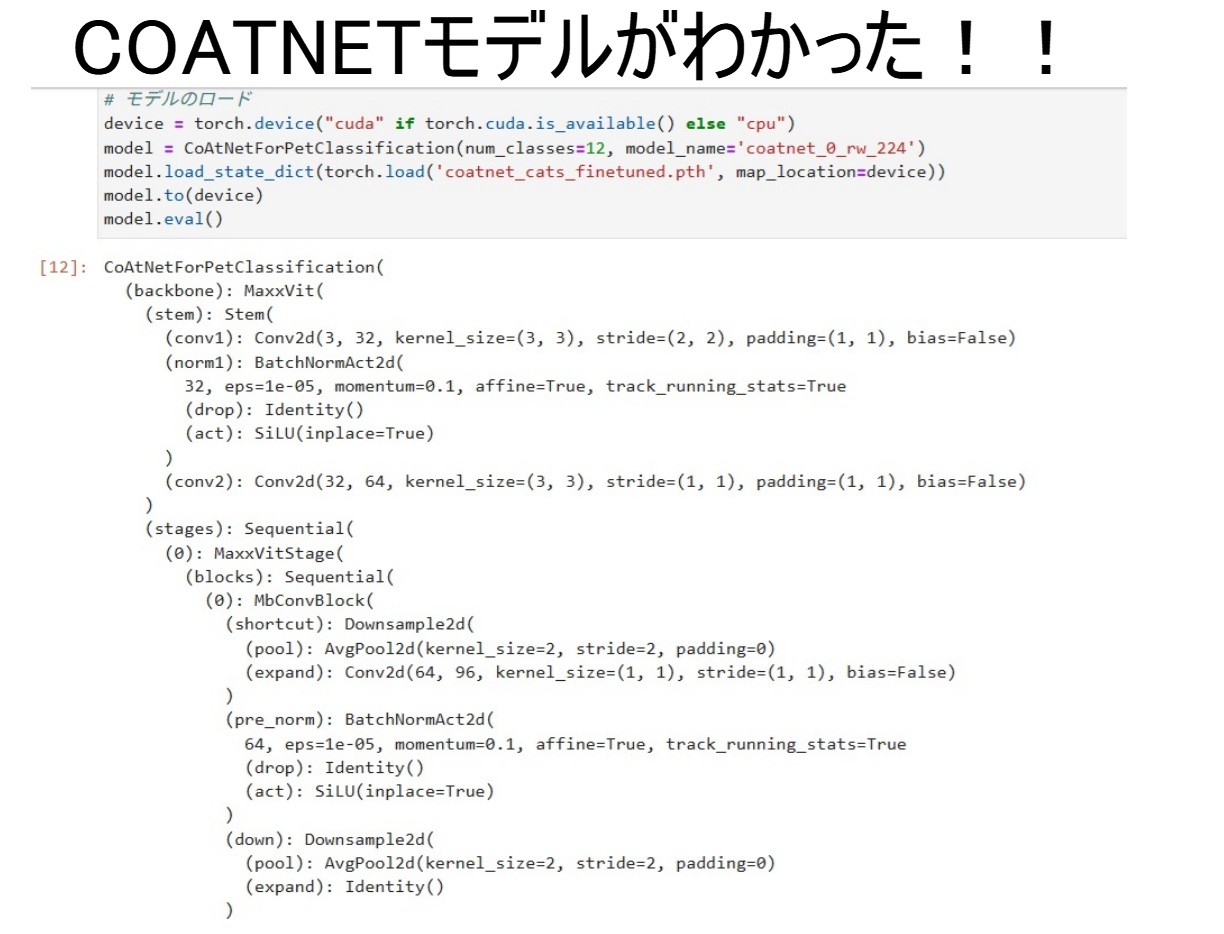 COATNETモデルがわかった！！
# モデルのロード
device = torch.device("cuda" if torch.cuda.is_available() else "cpu")
model = CoAtNetForPetClassification(num_classes=12, model_name='coatnet_0_rw_224')
model.load_state_dict(torch.load('coatnet_cats_finetuned.pth', map_location=device))
model.to(device)
model.eval()
[12]: CoAtNetForPetClassification(
(backbone): MaxxVit(
(stem): Stem(
(conv1): Conv2d(3, 32, kernel_size=(3, 3), stride=(2, 2), padding=(1, 1), bias=False)
(norm1): BatchNormAct2d(
32, eps=1e-05, momentum=0.1, affine=True, track_running_stats=True
(drop): Identity()
(act): SiLU(inplace=True)
)
(conv2): Conv2d(32, 64, kernel_size=(3, 3), stride=(1, 1), padding=(1, 1), bias=False)
)
(stages): Sequential(
(0): MaxxVitStage(
(blocks): Sequential(
(0): MbConvBlock(
(shortcut): Downsample2d(
(pool): AvgPool2d(kernel_size=2, stride=2, padding=0)
(expand): Conv2d(64, 96, kernel_size=(1, 1), stride=(1, 1), bias=False)
)
(pre_norm): BatchNormAct2d(
64, eps=1e-05, momentum=0.1, affine=True, track_running_stats=True
(drop): Identity()
(act): SiLU(inplace=True)
)
(down): Downsample2d(
(pool): AvgPool2d(kernel_size=2, stride=2, padding=0)
(expand): Identity()
)